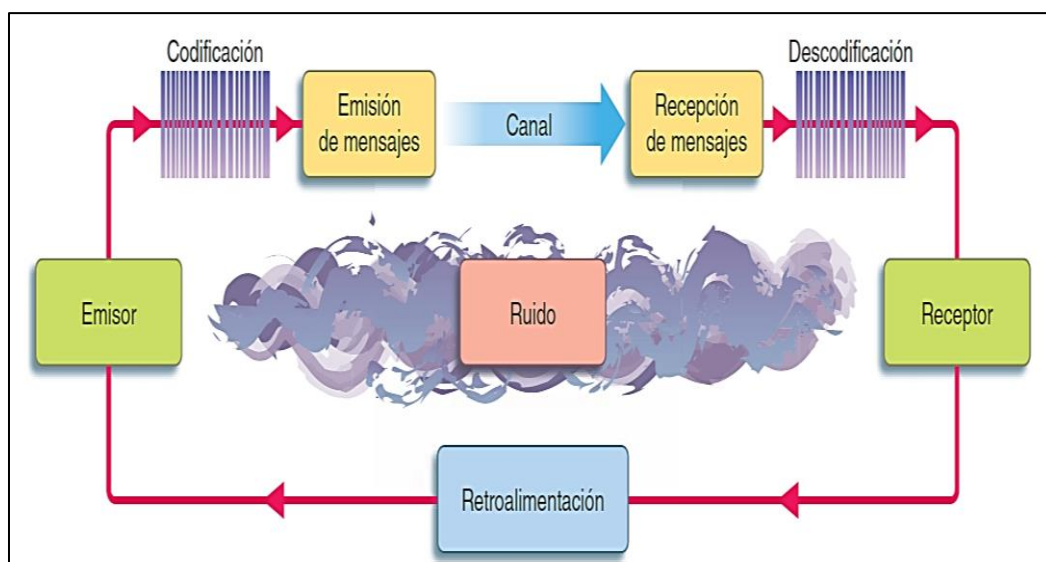 Codificación
Descodificación
Emisión
de mensajes
Canal
Recepción
de mensajes
Emisor
Ruido
Receptor
Retroalimentación